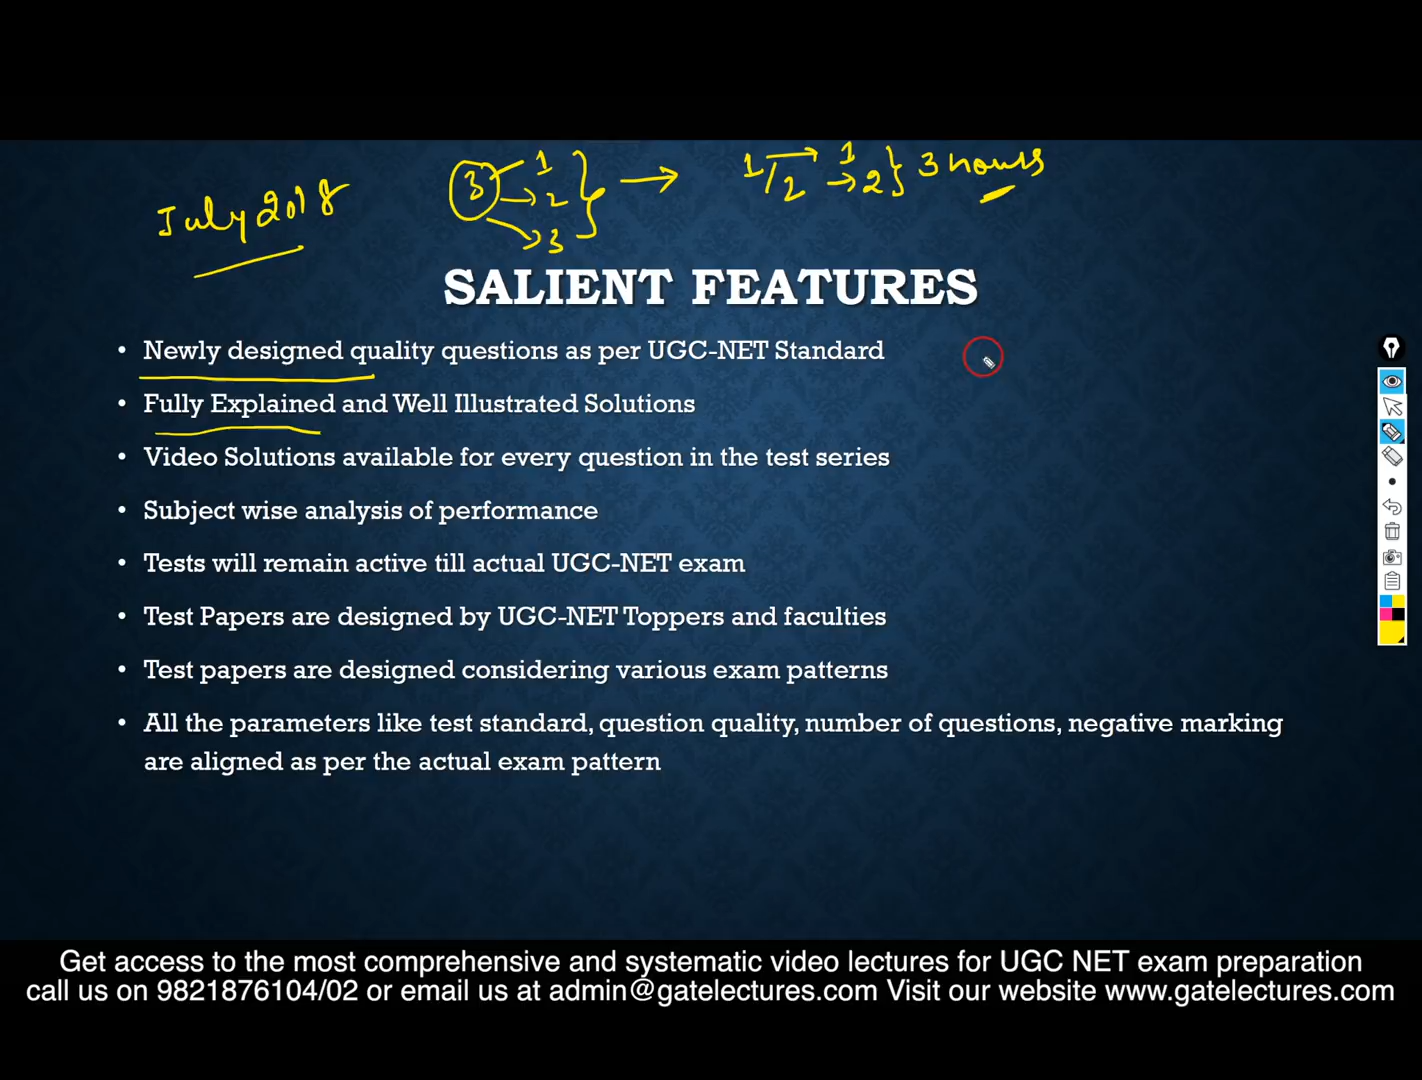 July 2018
3 1 } → 1/2 → 1 } 3 hours
→ 2 → 2
→ 3
SALIENT FEATURES
• Newly designed quality questions as per UGC-NET Standard
• Fully Explained and Well Illustrated Solutions
• Video Solutions available for every question in the test series
• Subject wise analysis of performance
• Tests will remain active till actual UGC-NET exam
• Test Papers are designed by UGC-NET Toppers and faculties
• Test papers are designed considering various exam patterns
• All the parameters like test standard, question quality, number of questions, negative marking
are aligned as per the actual exam pattern
Get access to the most comprehensive and systematic video lectures for UGC NET exam preparation
call us on 9821876104/02 or email us at admin@gatelectures.com Visit our website www.gatelectures.com